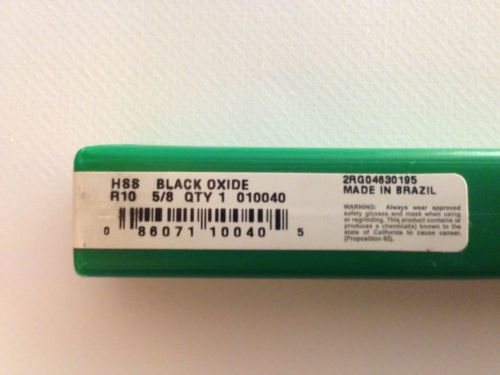 HSS BLACK OXIDE
R10 5/8 QTY 1 010040
0 86071 10040 5
2RG04630195
MADE IN BRAZIL
WARNING: Always wear approved
safety glasses and mask when using
or regrinding. This product contains or
produces a chemical(s) known to the
state of California to cause cancer.
(Proposition 65).